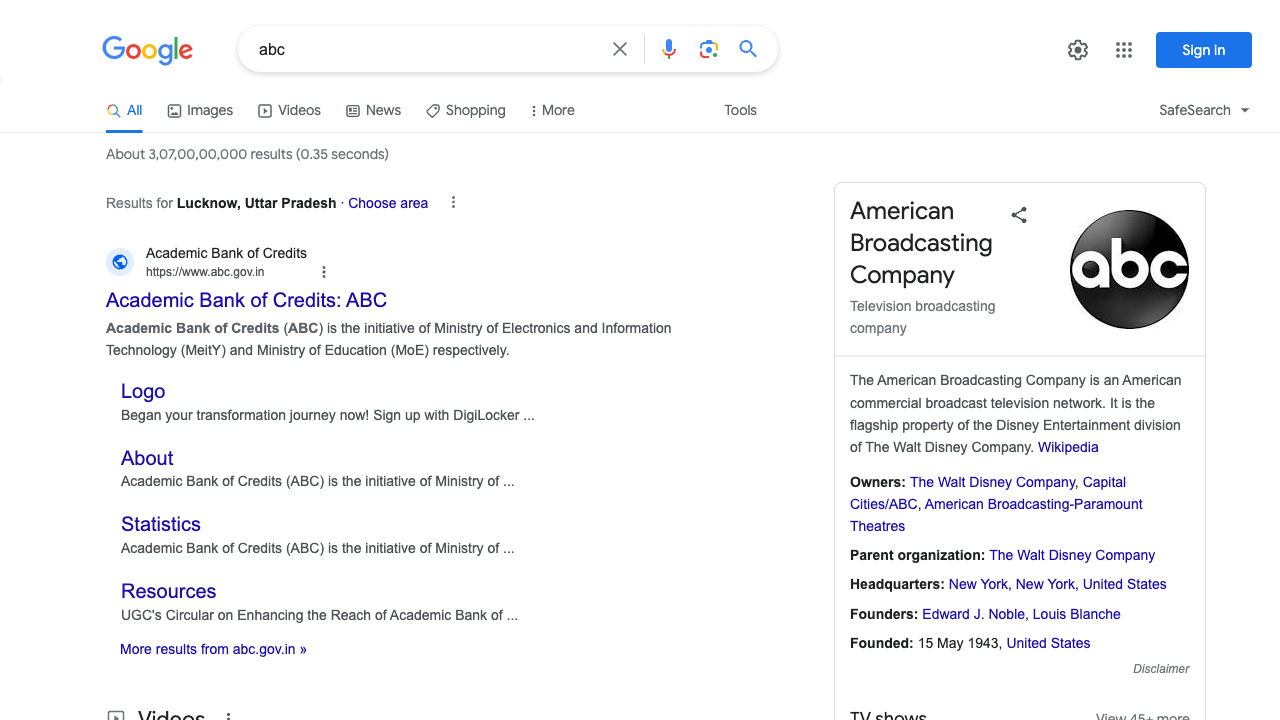 Google
abc
Sign in
All
Images
Videos
News
Shopping
More
Tools
SafeSearch
About 3,07,00,00,000 results (0.35 seconds)
Results for Lucknow, Uttar Pradesh · Choose area
Academic Bank of Credits
https://www.abc.gov.in
Academic Bank of Credits: ABC
Academic Bank of Credits (ABC) is the initiative of Ministry of Electronics and Information
Technology (MeitY) and Ministry of Education (MoE) respectively.
Logo
Began your transformation journey now! Sign up with DigiLocker ...
About
Academic Bank of Credits (ABC) is the initiative of Ministry of ...
Statistics
Academic Bank of Credits (ABC) is the initiative of Ministry of ...
Resources
UGC's Circular on Enhancing the Reach of Academic Bank of ...
More results from abc.gov.in »
Videos
American
Broadcasting
Company
Television broadcasting
company
abc
The American Broadcasting Company is an American
commercial broadcast television network. It is the
flagship property of the Disney Entertainment division
of The Walt Disney Company. Wikipedia
Owners: The Walt Disney Company, Capital
Cities/ABC, American Broadcasting-Paramount
Theatres
Parent organization: The Walt Disney Company
Headquarters: New York, New York, United States
Founders: Edward J. Noble, Louis Blanche
Founded: 15 May 1943, United States
Disclaimer
TV shows
View 45+ more